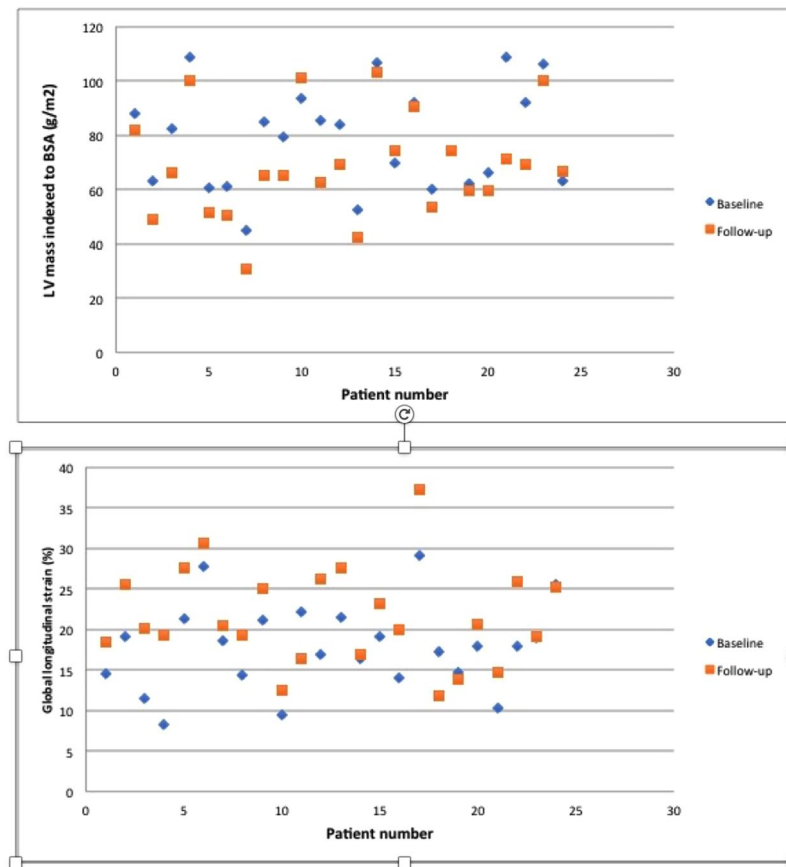 120
100
80
60
40
20
0
0 5 10 15 20 25 30
LV mass indexed to BSA (g/m2)
Patient number
Baseline
Follow-up
40
35
30
25
20
15
10
5
0
0 5 10 15 20 25 30
Global longitudinal strain (%)
Patient number
Baseline
Follow-up